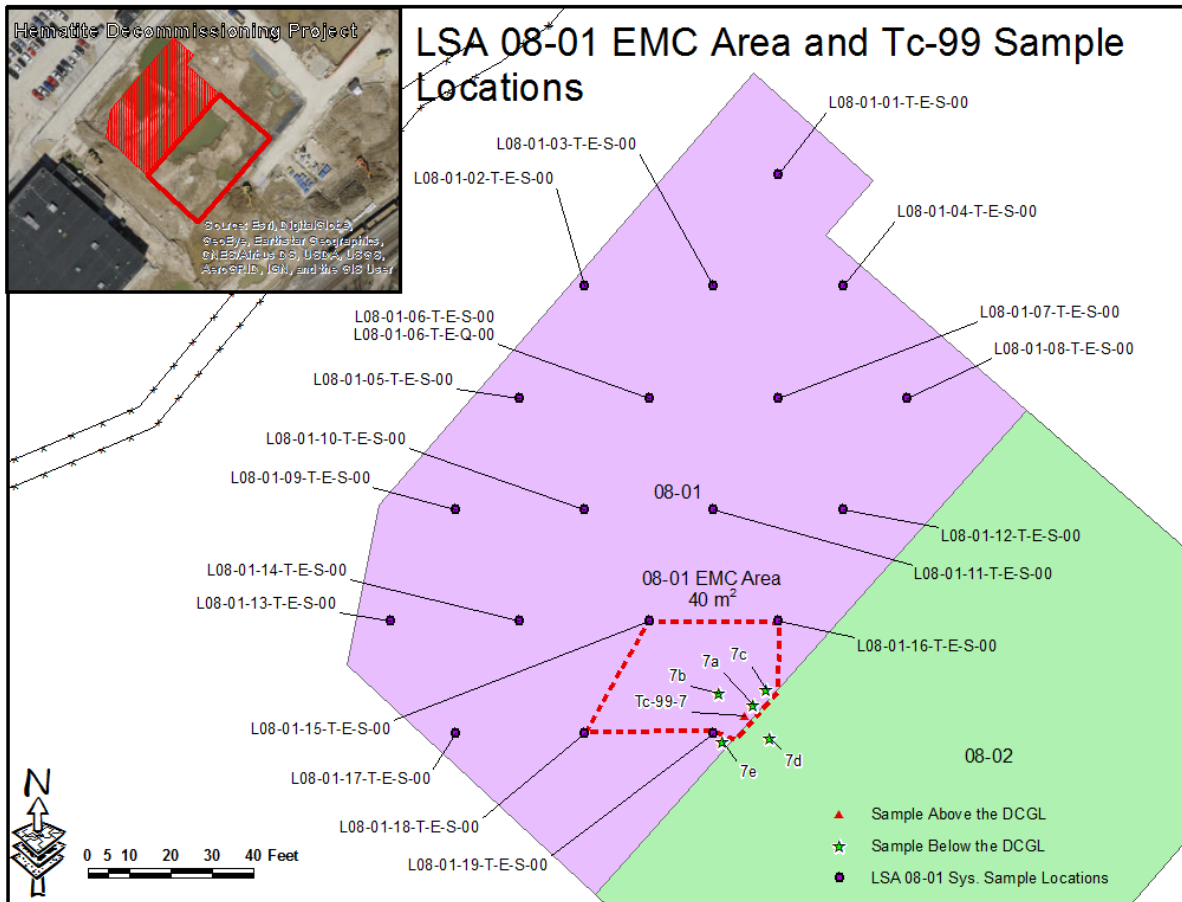 Hematite Decommissioning Project
Source: Esri, DigitalGlobe,
GeoEye, Earthstar Geographics,
CNES/Airbus DS, USDA, USGS,
AeroGRID, IGN, and the GIS User
LSA 08-01 EMC Area and Tc-99 Sample
Locations
L08-01-01-T-E-S-00
L08-01-03-T-E-S-00
L08-01-02-T-E-S-00
L08-01-04-T-E-S-00
L08-01-06-T-E-S-00
L08-01-06-T-E-Q-00
L08-01-07-T-E-S-00
L08-01-08-T-E-S-00
L08-01-05-T-E-S-00
L08-01-10-T-E-S-00
L08-01-09-T-E-S-00
08-01
L08-01-12-T-E-S-00
L08-01-11-T-E-S-00
L08-01-14-T-E-S-00
L08-01-13-T-E-S-00
08-01 EMC Area
40 m²
L08-01-16-T-E-S-00
7c
7a
7b
Tc-99-7
L08-01-15-T-E-S-00
7d
7e
08-02
L08-01-17-T-E-S-00
L08-01-18-T-E-S-00
L08-01-19-T-E-S-00
N
0 5 10 20 30 40 Feet
Sample Above the DCGL
Sample Below the DCGL
LSA 08-01 Sys. Sample Locations